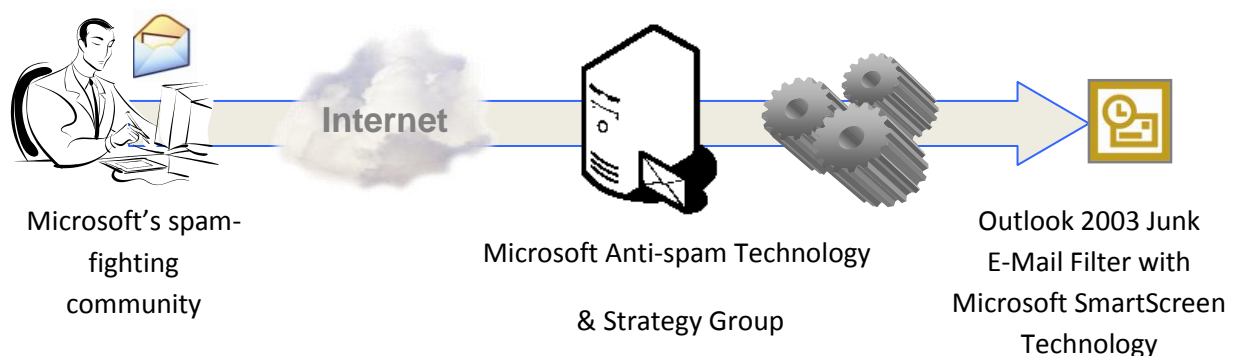 Internet
Microsoft's spam-
fighting
community
Microsoft Anti-spam Technology
& Strategy Group
Outlook 2003 Junk
E-Mail Filter with
Microsoft SmartScreen
Technology